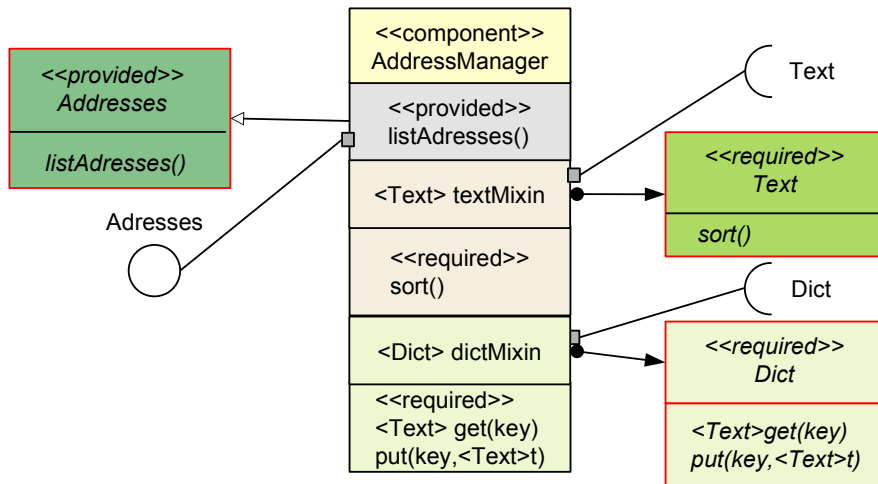 <<provided>>
Addresses
listAdresses()
Adresses
<<component>>
AddressManager
<<provided>>
listAdresses()
<Text> textMixin
<<required>>
sort()
<Dict> dictMixin
<<required>>
<Text> get(key)
put(key,<Text>t)
Text
<<required>>
Text
sort()
Dict
<<required>>
Dict
<Text>get(key)
put(key,<Text>t)